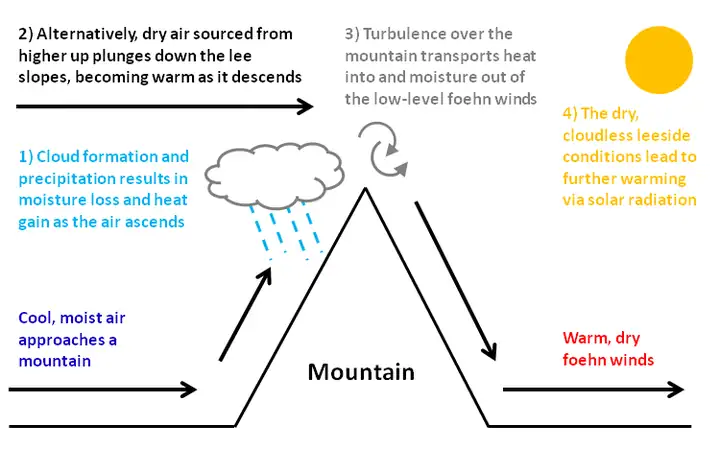 2) Alternatively, dry air sourced from
higher up plunges down the lee
slopes, becoming warm as it descends
3) Turbulence over the
mountain transports heat
into and moisture out of
the low-level foehn winds
4) The dry,
cloudless leeside
conditions lead to
further warming
via solar radiation
1) Cloud formation and
precipitation results in
moisture loss and heat
gain as the air ascends
Cool, moist air
approaches a
mountain
Mountain
Warm, dry
foehn winds